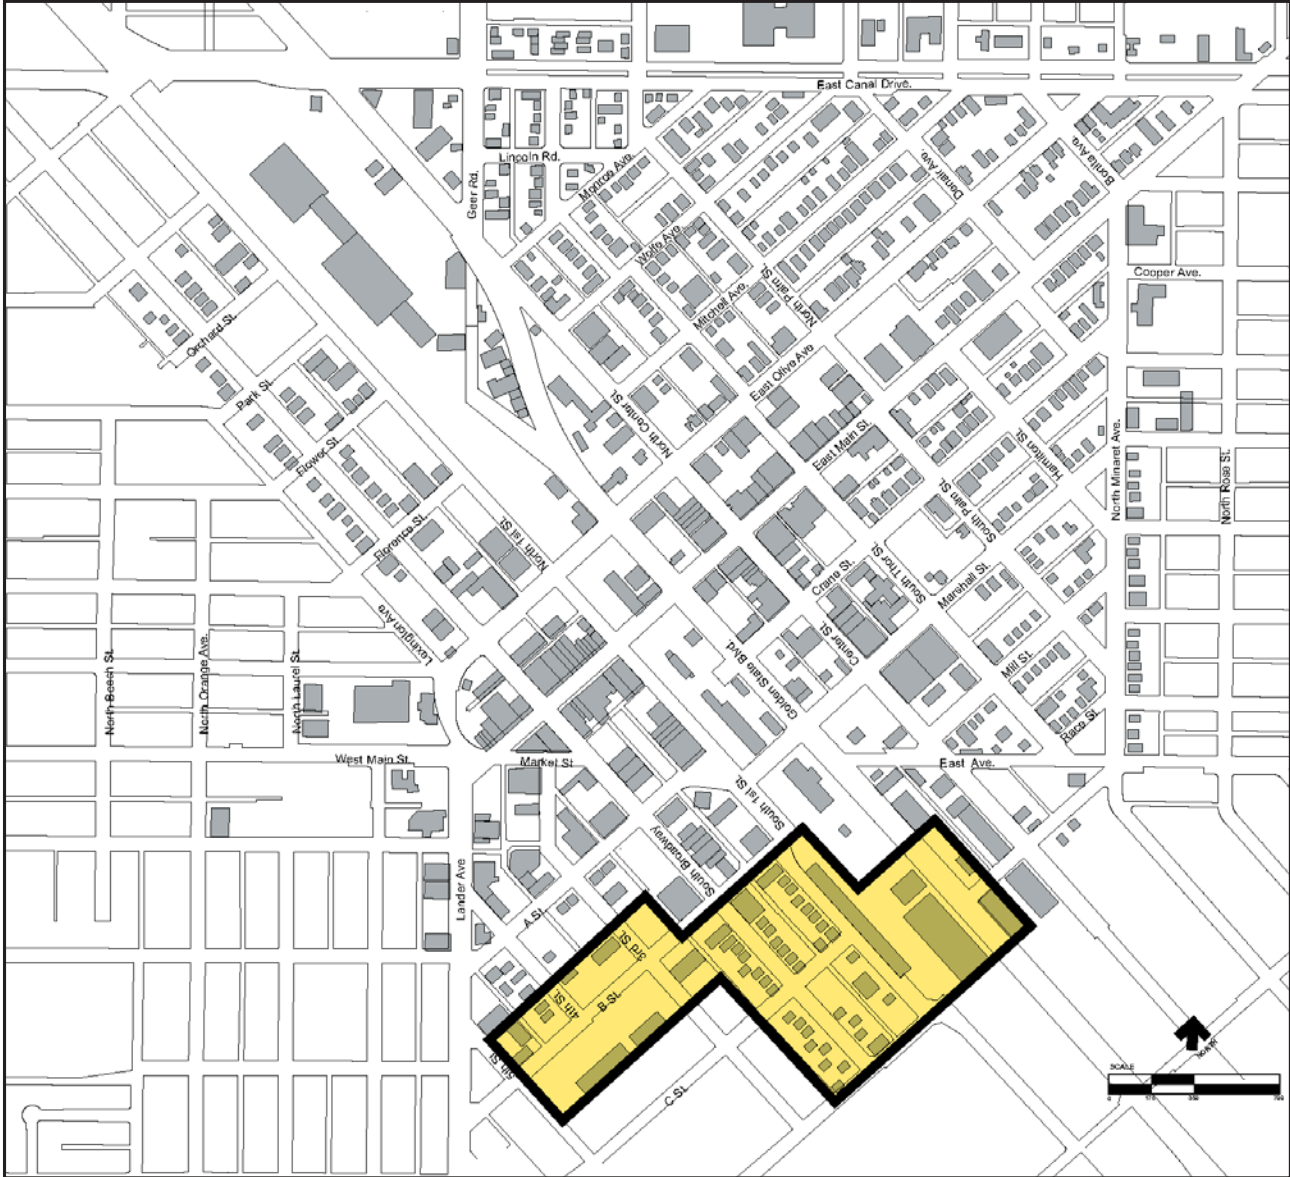 East Canal Drive.
Lincoln Rd.
Monroe Ave.
Geer Rd.
Denair Ave.
Bonita Ave.
Wolfe Ave.
Cooper Ave.
North Palm St.
Mitchell Ave.
Orchard St.
East Olive Ave
Park St.
North Center St.
East Main St.
Flower St.
Hamilton St.
North Minaret Ave.
North Rose St.
South Palm St.
Florence St.
North 1st St.
Crane St.
South Thor St.
Marshall St.
Lexington Ave
Center St.
Golden State Blvd.
Mill St.
North Beech St.
North Orange Ave.
North Laurel St.
Race St.
West Main St.
Market St
East Ave.
South 1st St.
South Broadway
Lander Ave
A St.
3rd St.
4th St.
B St.
5th St.
C St.
NORTH
SCALE
0